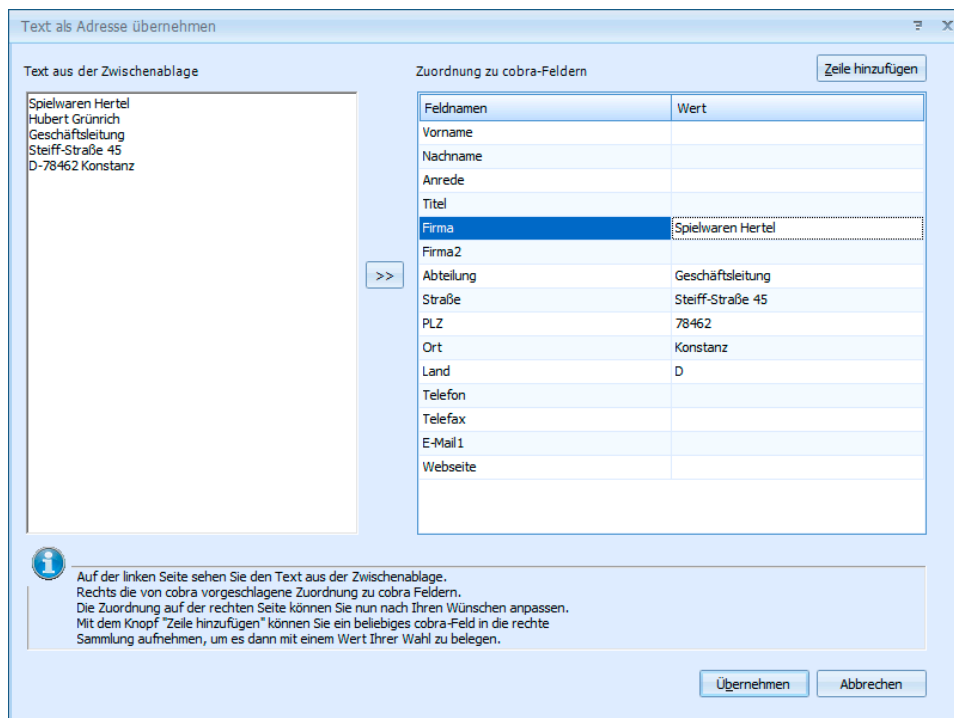 Text als Adresse übernehmen
Text aus der Zwischenablage
Zuordnung zu cobra-Feldern
Zeile hinzufügen
Spielwaren Hertel
Hubert Grünrich
Geschäftsleitung
Steiff-Straße 45
D-78462 Konstanz
>>
Feldnamen Wert
Vorname
Nachname
Anrede
Titel
Firma Spielwaren Hertel
Firma2
Abteilung Geschäftsleitung
Straße Steiff-Straße 45
PLZ 78462
Ort Konstanz
Land D
Telefon
Telefax
E-Mail1
Webseite
Auf der linken Seite sehen Sie den Text aus der Zwischenablage.
Rechts die von cobra vorgeschlagene Zuordnung zu cobra Feldern.
Die Zuordnung auf der rechten Seite können Sie nun nach Ihren Wünschen anpassen.
Mit dem Knopf "Zeile hinzufügen" können Sie ein beliebiges cobra-Feld in die rechte
Sammlung aufnehmen, um es dann mit einem Wert Ihrer Wahl zu belegen.
Übernehmen
Abbrechen